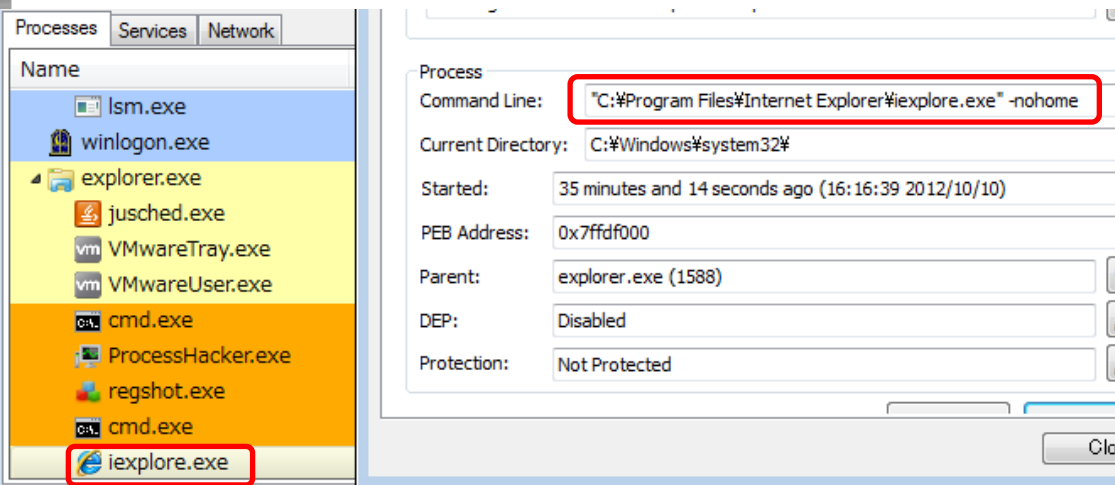 Processes Services Network
Name
lsm.exe
winlogon.exe
explorer.exe
jusched.exe
VMwareTray.exe
VMwareUser.exe
cmd.exe
ProcessHacker.exe
regshot.exe
cmd.exe
iexplore.exe
Process
Command Line: "C:¥Program Files¥Internet Explorer¥iexplore.exe" -nohome
Current Directory: C:¥Windows¥system32¥
Started: 35 minutes and 14 seconds ago (16:16:39 2012/10/10)
PEB Address: 0x7ffdf000
Parent: explorer.exe (1588)
DEP: Disabled
Protection: Not Protected
Clo